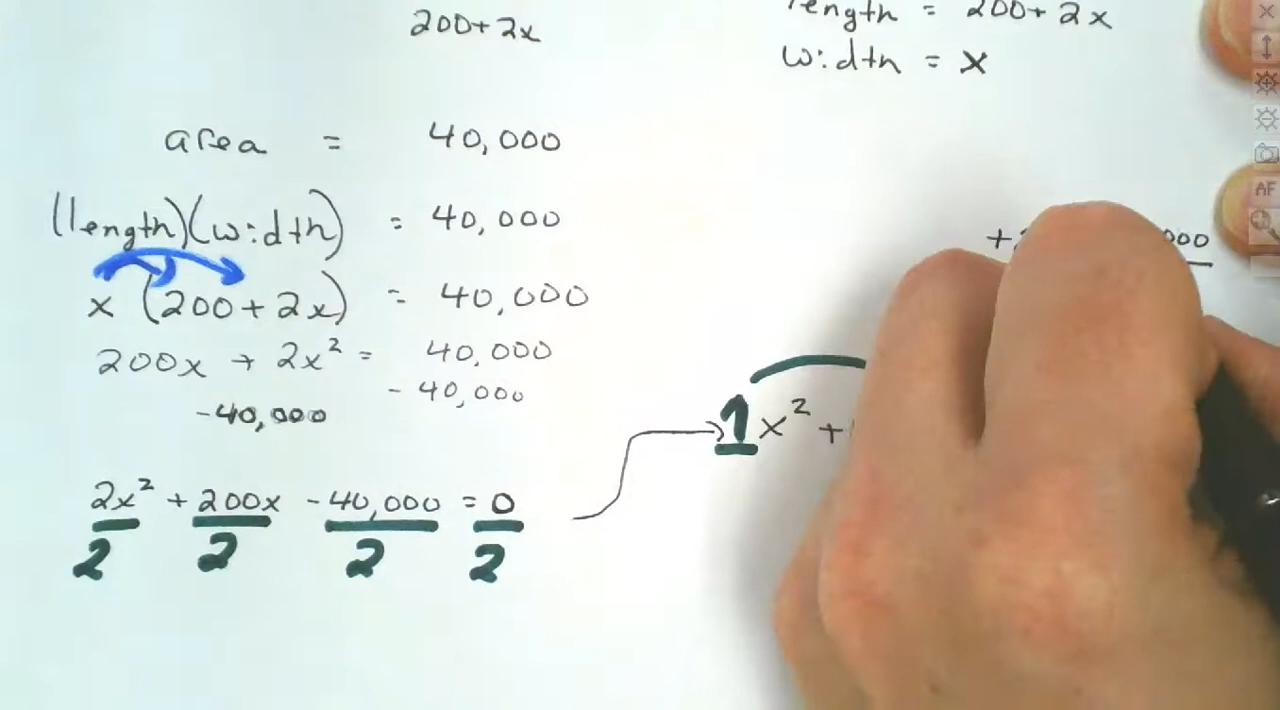 200+2x
length = 200+2x
width = x
area = 40,000
(length)(width) = 40,000
x (200+2x) = 40,000
200x + 2x² = 40,000
-40,000 - 40,000
2x² + 200x - 40,000 = 0
2 2 2 2
1x² +
AF